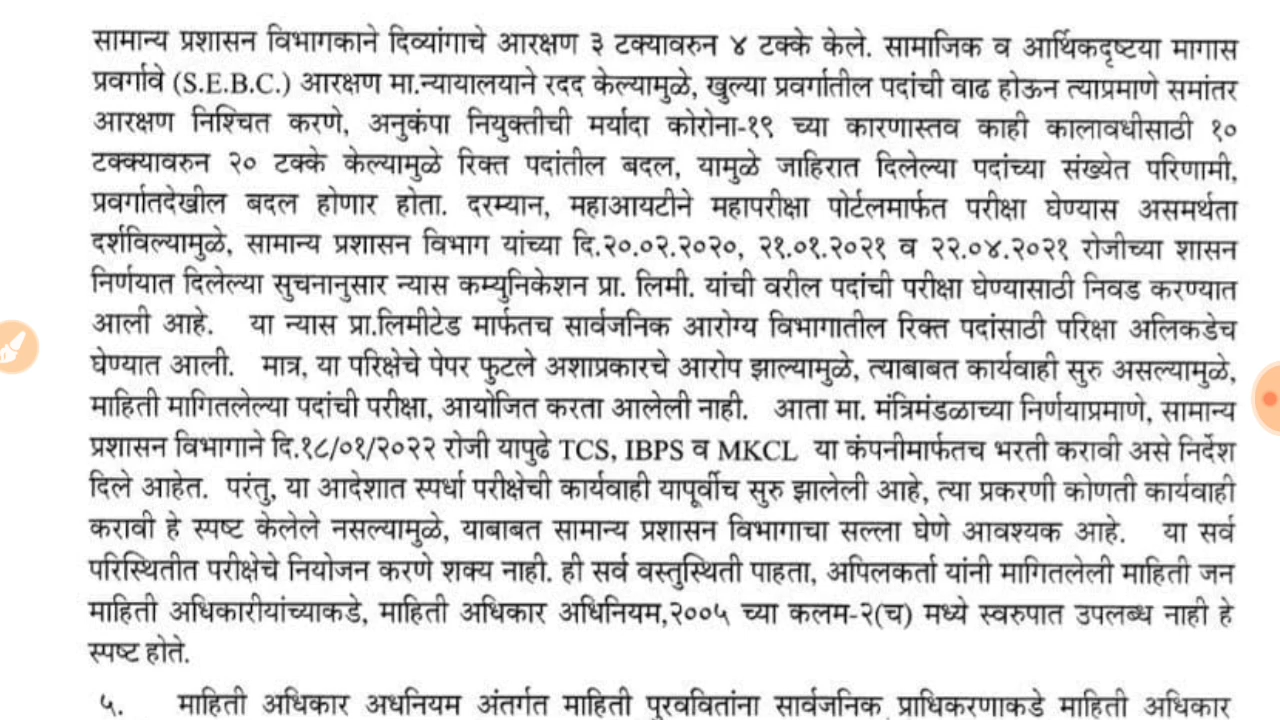 सामान्य प्रशासन विभागकाने दिव्यांगाचे आरक्षण ३ टक्यावरुन ४ टक्के केले. सामाजिक व आर्थिकदृष्टया मागास
प्रवर्गावे (S.E.B.C.) आरक्षण मा.न्यायालयाने रदद केल्यामुळे, खुल्या प्रवर्गातील पदांची वाढ होऊन त्याप्रमाणे समांतर
आरक्षण निश्चित करणे, अनुकंपा नियुक्तीची मर्यादा कोरोना-१९ च्या कारणास्तव काही कालावधीसाठी १०
टक्क्यावरुन २० टक्के केल्यामुळे रिक्त पदांतील बदल, यामुळे जाहिरात दिलेल्या पदांच्या संख्येत परिणामी,
प्रवर्गातदेखील बदल होणार होता. दरम्यान, महाआयटीने महापरीक्षा पोर्टलमार्फत परीक्षा घेण्यास असमर्थता
दर्शविल्यामुळे, सामान्य प्रशासन विभाग यांच्या दि.२०.०२.२०२०, २१.०१.२०२१ व २२.०४.२०२१ रोजीच्या शासन
निर्णयात दिलेल्या सुचनानुसार न्यास कम्युनिकेशन प्रा. लिमी. यांची वरील पदांची परीक्षा घेण्यासाठी निवड करण्यात
आली आहे. या न्यास प्रा.लिमीटेड मार्फतच सार्वजनिक आरोग्य विभागातील रिक्त पदांसाठी परिक्षा अलिकडेच
घेण्यात आली. मात्र, या परिक्षेचे पेपर फुटले अशाप्रकारचे आरोप झाल्यामुळे, त्याबाबत कार्यवाही सुरु असल्यामुळे,
माहिती मागितलेल्या पदांची परीक्षा, आयोजित करता आलेली नाही. आता मा. मंत्रिमंडळाच्या निर्णयाप्रमाणे, सामान्य
प्रशासन विभागाने दि.१८/०१/२०२२ रोजी यापुढे TCS, IBPS व MKCL या कंपनीमार्फतच भरती करावी असे निर्देश
दिले आहेत. परंतु, या आदेशात स्पर्धा परीक्षेची कार्यवाही यापूर्वीच सुरु झालेली आहे, त्या प्रकरणी कोणती कार्यवाही
करावी हे स्पष्ट केलेले नसल्यामुळे, याबाबत सामान्य प्रशासन विभागाचा सल्ला घेणे आवश्यक आहे. या सर्व
परिस्थितीत परीक्षेचे नियोजन करणे शक्य नाही. ही सर्व वस्तुस्थिती पाहता, अपिलकर्ता यांनी मागितलेली माहिती जन
माहिती अधिकारीयांच्याकडे, माहिती अधिकार अधिनियम,२००५ च्या कलम-२(च) मध्ये स्वरुपात उपलब्ध नाही हे
स्पष्ट होते.
५. माहिती अधिकार अधनियम अंतर्गत माहिती पुरववितांना सार्वजनिक प्राधिकरणाकडे माहिती अधिकार